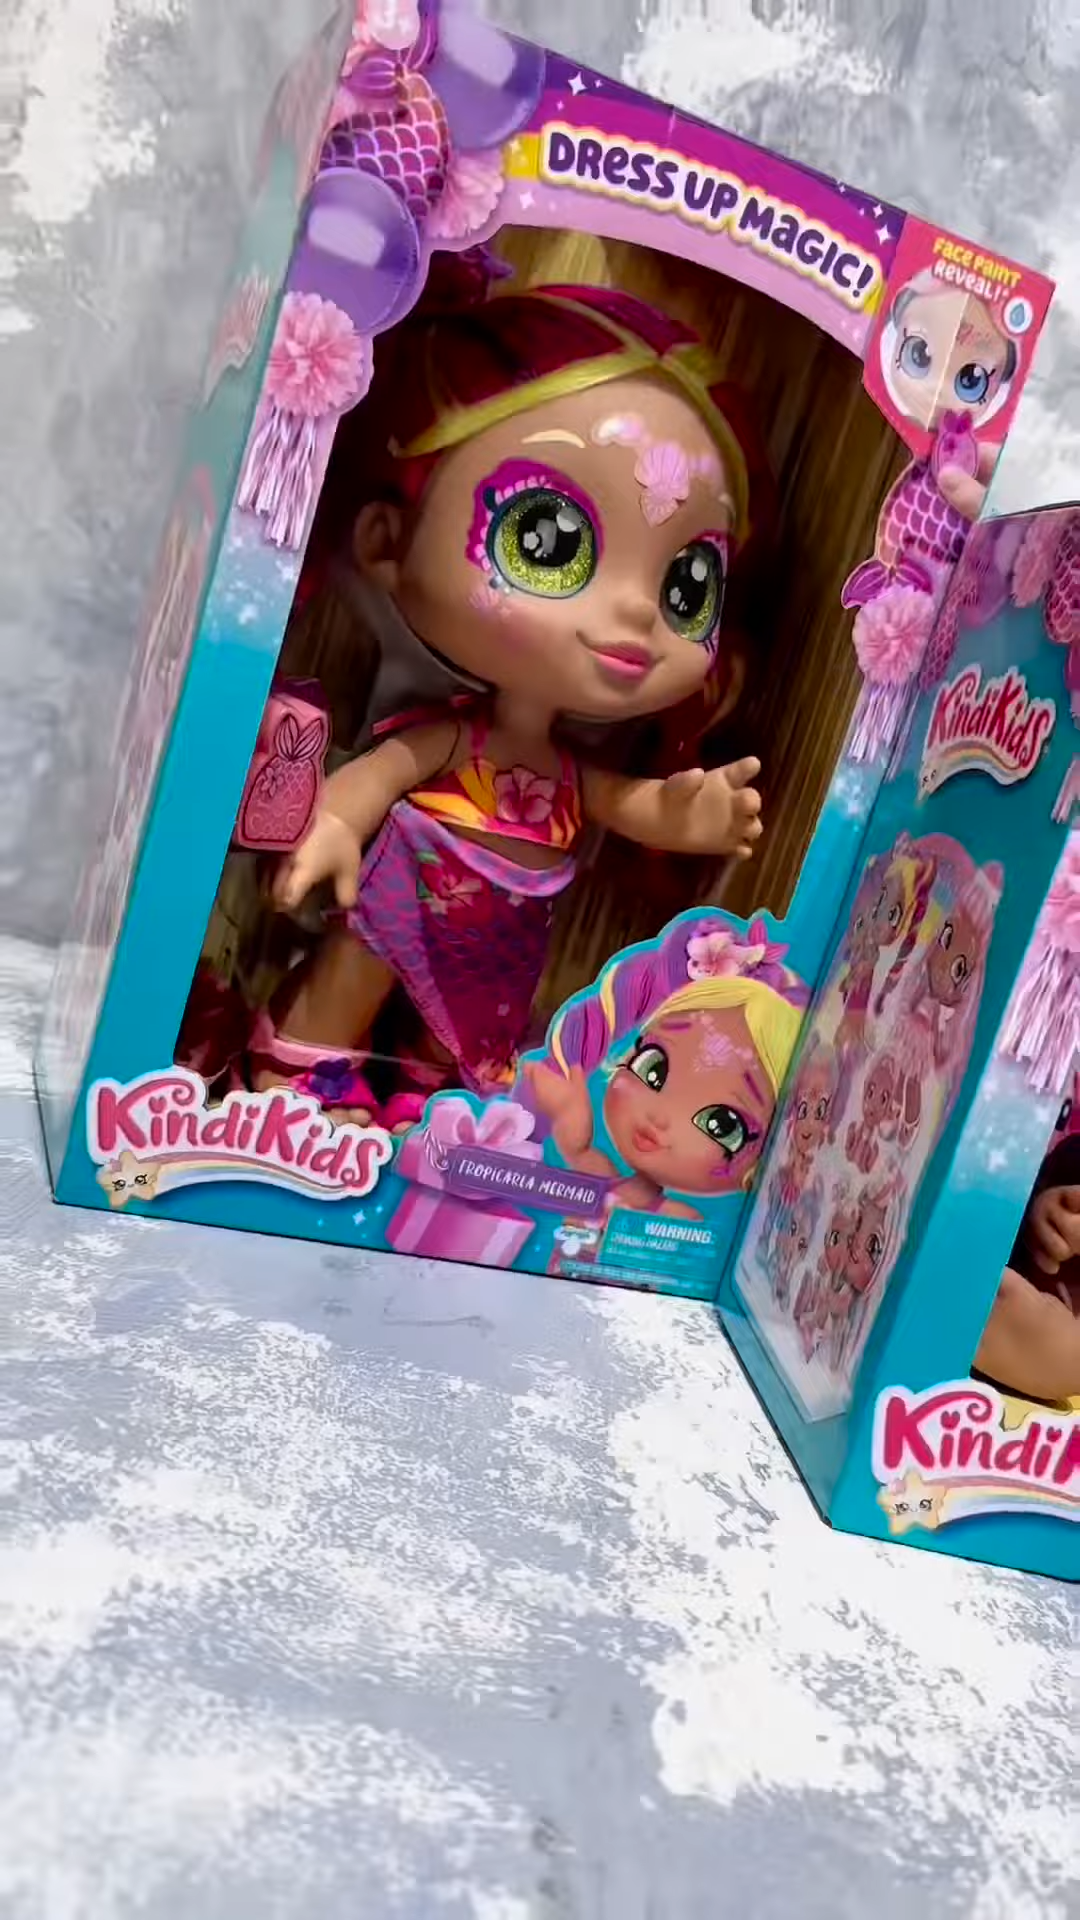 DRESS UP MAGIC!
FACE PAINT
REVEAL!
KindiKids
KindiKids
TROPICARLA MERMAID
WARNING
KindiK